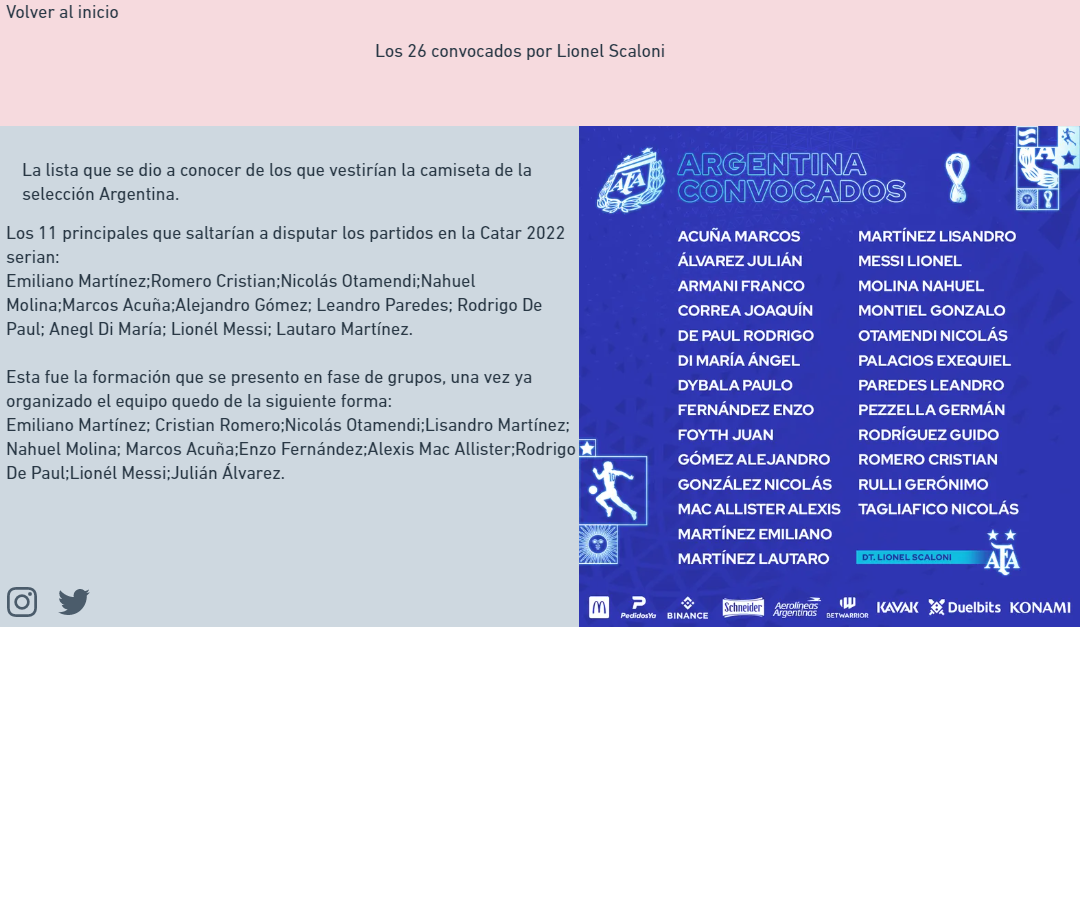 Volver al inicio
Los 26 convocados por Lionel Scaloni
La lista que se dio a conocer de los que vestirían la camiseta de la
selección Argentina.
Los 11 principales que saltarían a disputar los partidos en la Catar 2022
serian:
Emiliano Martínez;Romero Cristian;Nicolás Otamendi;Nahuel
Molina;Marcos Acuña;Alejandro Gómez; Leandro Paredes; Rodrigo De
Paul; Anegl Di María; Lionél Messi; Lautaro Martínez.
Esta fue la formación que se presento en fase de grupos, una vez ya
organizado el equipo quedo de la siguiente forma:
Emiliano Martínez; Cristian Romero;Nicolás Otamendi;Lisandro Martínez;
Nahuel Molina; Marcos Acuña;Enzo Fernández;Alexis Mac Allister;Rodrigo
De Paul;Lionél Messi;Julián Álvarez.
AFA
ARGENTINA
CONVOCADOS
ACUÑA MARCOS
ÁLVAREZ JULIÁN
ARMANI FRANCO
CORREA JOAQUÍN
DE PAUL RODRIGO
DI MARÍA ÁNGEL
DYBALA PAULO
FERNÁNDEZ ENZO
FOYTH JUAN
GÓMEZ ALEJANDRO
GONZÁLEZ NICOLÁS
MAC ALLISTER ALEXIS
MARTÍNEZ EMILIANO
MARTÍNEZ LAUTARO
MARTÍNEZ LISANDRO
MESSI LIONEL
MOLINA NAHUEL
MONTIEL GONZALO
OTAMENDI NICOLÁS
PALACIOS EXEQUIEL
PAREDES LEANDRO
PEZZELLA GERMÁN
RODRÍGUEZ GUIDO
ROMERO CRISTIAN
RULLI GERÓNIMO
TAGLIAFICO NICOLÁS
DT. LIONEL SCALONI
AFA
10
PedidosYa BINANCE Schneider Aerolíneas Argentinas BETWARRIOR KAVAK Duelbits KONAMI